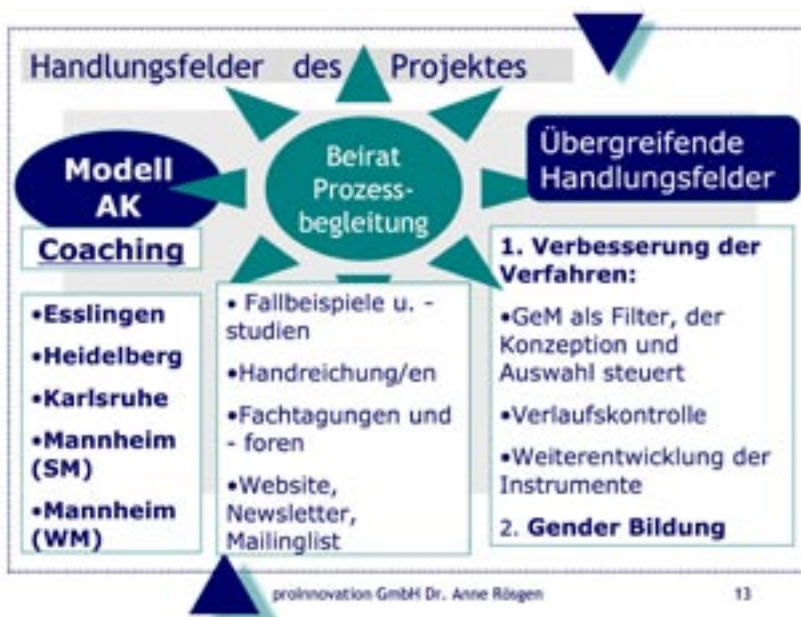 Handlungsfelder des Projektes
Modell
AK
Beirat
Prozess-
begleitung
Übergreifende
Handlungsfelder
Coaching
•Esslingen
•Heidelberg
•Karlsruhe
•Mannheim
(SM)
•Mannheim
(WM)
• Fallbeispiele u. -
studien
•Handreichung/en
•Fachtagungen und
- foren
•Website,
Newsletter,
Mailinglist
1. Verbesserung der
Verfahren:
•GeM als Filter, der
Konzeption und
Auswahl steuert
•Verlaufskontrolle
•Weiterentwicklung der
Instrumente
2. Gender Bildung
proInnovation GmbH Dr. Anne Rösgen
13